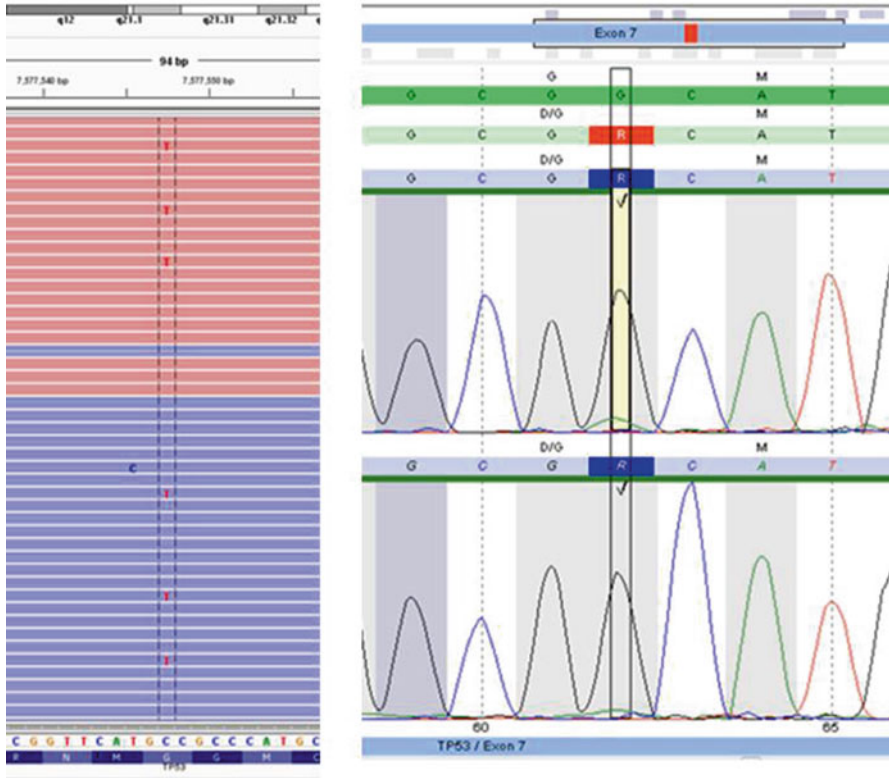 q12 q21.1 q21.31 q21.32
94 bp
7,577,540 bp 7,577,550 bp
T
T
T
C
T
T
T
C G G T T C A T G C C G C C C A T G C
R N M G G M C
TP53
Exon 7
G M
G C G G C A T
D/G M
G C G R C A T
D/G M
G C G R C A T
D/G M
G C G R C A T
60 65
TP53 / Exon 7